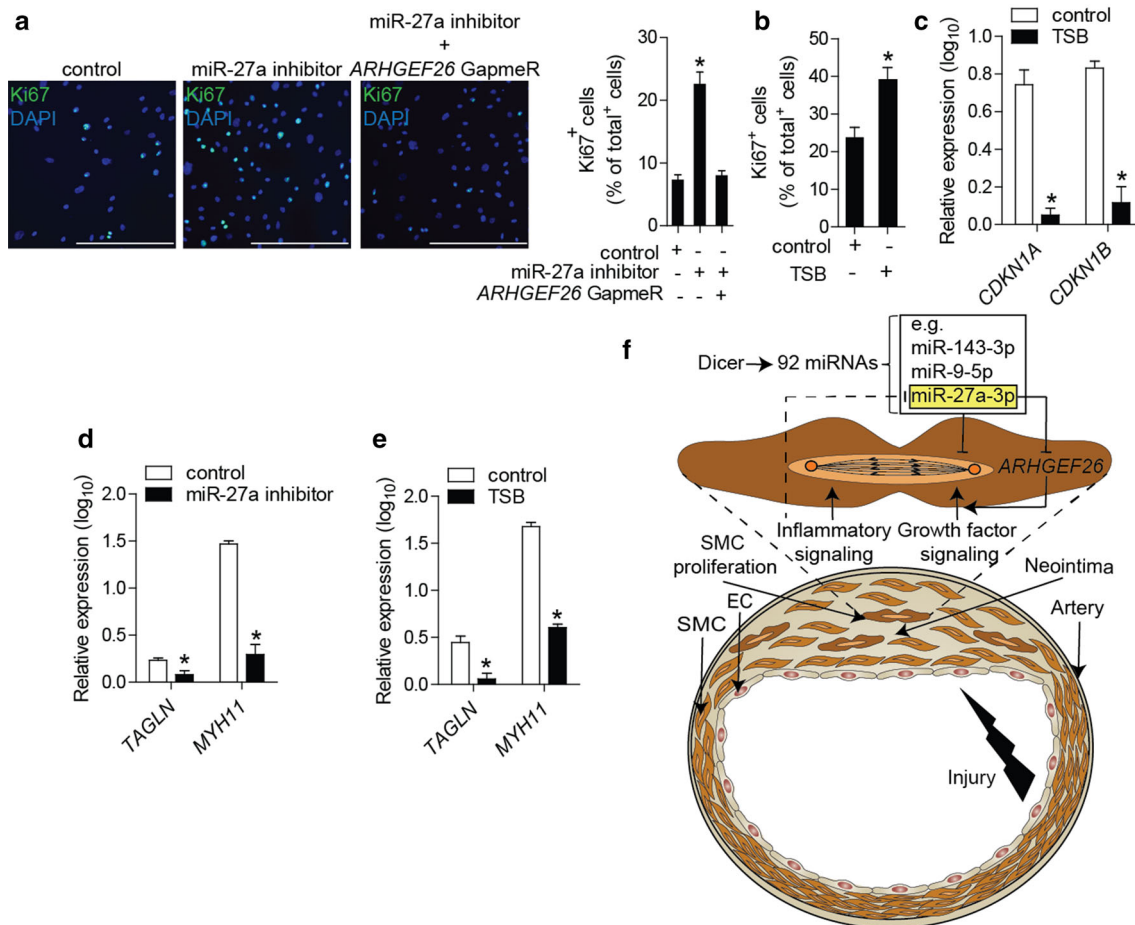 a
control
miR-27a inhibitor
miR-27a inhibitor
+
ARHGEF26 GapmeR
Ki67
DAPI
Ki67
DAPI
Ki67
DAPI
Ki67+ cells
(% of total+ cells)
30
20
10
0
*
control + - -
miR-27a inhibitor - + +
ARHGEF26 GapmeR - - +
b
Ki67+ cells
(% of total+ cells)
50
40
30
20
10
0
*
control + -
TSB - +
c
control
TSB
Relative expression (log10)
1.0
0.8
0.6
0.4
0.2
0.0
*
*
CDKN1A
CDKN1B
d
control
miR-27a inhibitor
Relative expression (log10)
2.0
1.5
1.0
0.5
0.0
*
*
TAGLN
MYH11
e
control
TSB
Relative expression (log10)
2.0
1.5
1.0
0.5
0.0
*
*
TAGLN
MYH11
f
Dicer
92 miRNAs
e.g.
miR-143-3p
miR-9-5p
miR-27a-3p
ARHGEF26
Inflammatory
signaling
Growth factor
signaling
SMC
proliferation
Neointima
EC
SMC
Artery
Injury